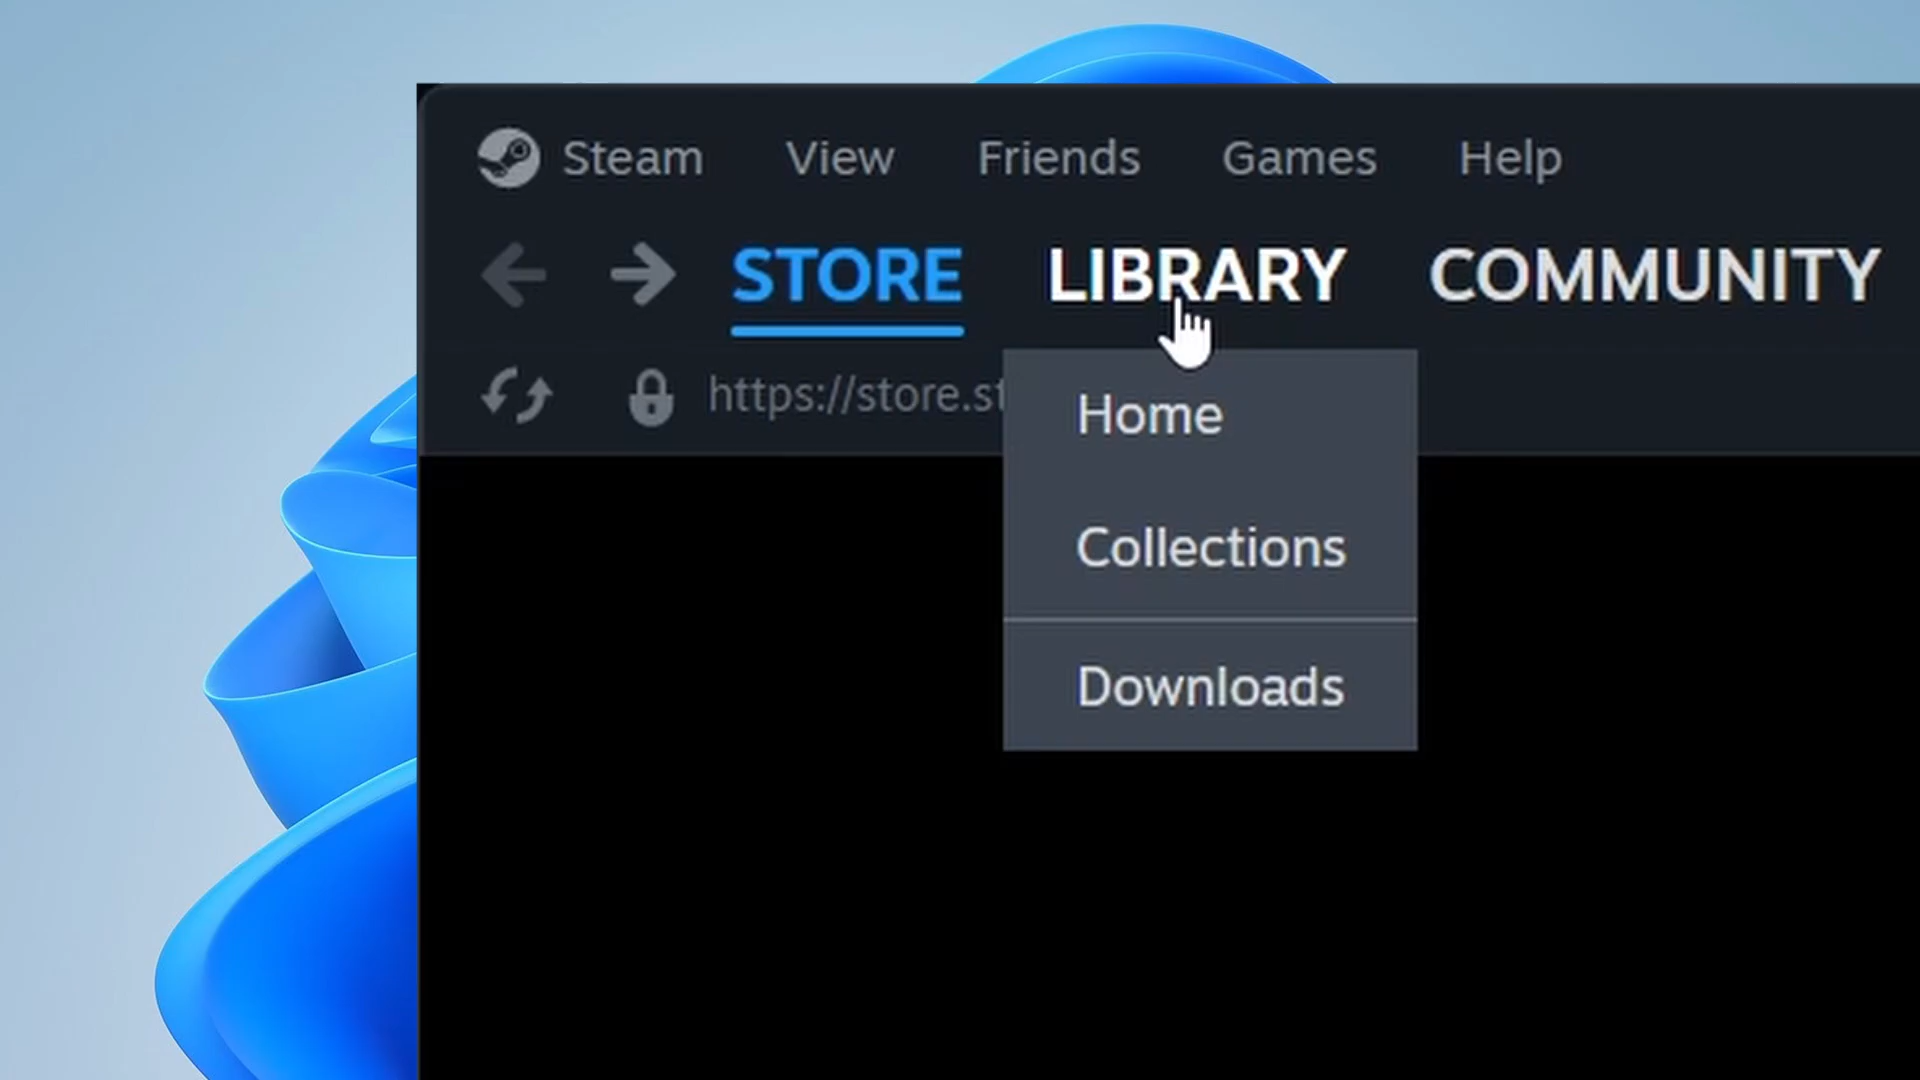 Steam View Friends Games Help
STORE LIBRARY COMMUNITY
https://store.st
Home
Collections
Downloads